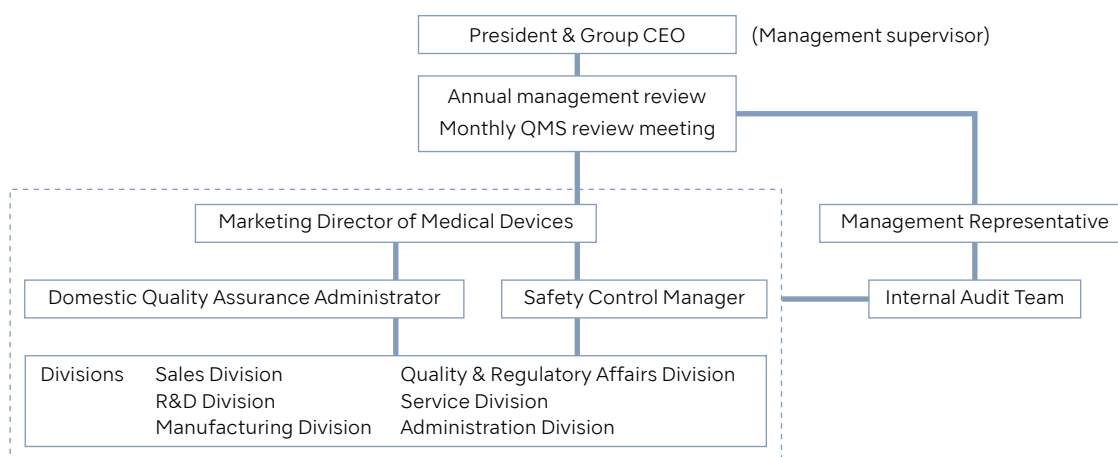 President & Group CEO
(Management supervisor)
Annual management review
Monthly QMS review meeting
Marketing Director of Medical Devices
Management Representative
Domestic Quality Assurance Administrator
Safety Control Manager
Internal Audit Team
Divisions
Sales Division
Quality & Regulatory Affairs Division
R&D Division
Service Division
Manufacturing Division
Administration Division